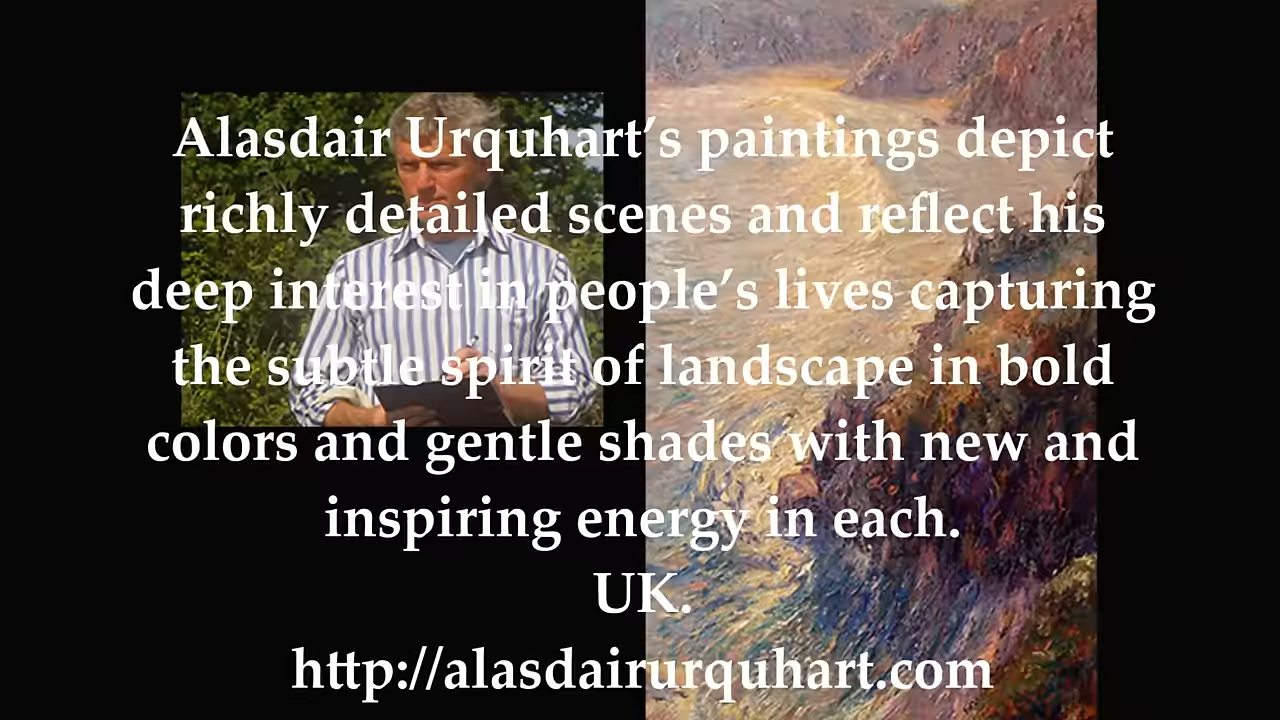 Alasdair Urquhart’s paintings depict
richly detailed scenes and reflect his
deep interest in people’s lives capturing
the subtle spirit of landscape in bold
colors and gentle shades with new and
inspiring energy in each.
UK.
http://alasdairurquhart.com